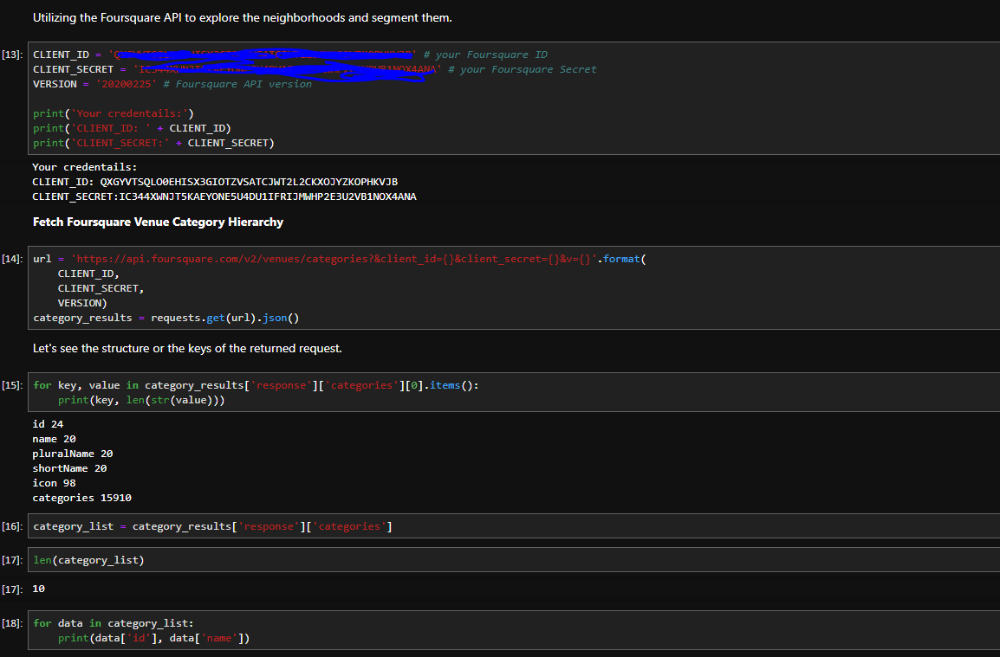 Utilizing the Foursquare API to explore the neighborhoods and segment them.
[13]: CLIENT_ID = ' ' # your Foursquare ID
CLIENT_SECRET = ' ' # your Foursquare Secret
VERSION = '20200225' # Foursquare API version
print('Your credentails:')
print('CLIENT_ID: ' + CLIENT_ID)
print('CLIENT_SECRET:' + CLIENT_SECRET)
Your credentails:
CLIENT_ID: QXGYVTSQLO0EHISX3GIOTZVSATCJWT2L2CKXOJYZKOPHKVJB
CLIENT_SECRET:IC344XWNJT5KAEYONE5U4DU1IFRIJMWHP2E3U2VB1NOX4ANA
Fetch Foursquare Venue Category Hierarchy
[14]: url = 'https://api.foursquare.com/v2/venues/categories?&client_id={}&client_secret={}&v={}'.format(
CLIENT_ID,
CLIENT_SECRET,
VERSION)
category_results = requests.get(url).json()
Let's see the structure or the keys of the returned request.
[15]: for key, value in category_results['response']['categories'][0].items():
print(key, len(str(value)))
id 24
name 20
pluralName 20
shortName 20
icon 98
categories 15910
[16]: category_list = category_results['response']['categories']
[17]: len(category_list)
[17]: 10
[18]: for data in category_list:
print(data['id'], data['name'])